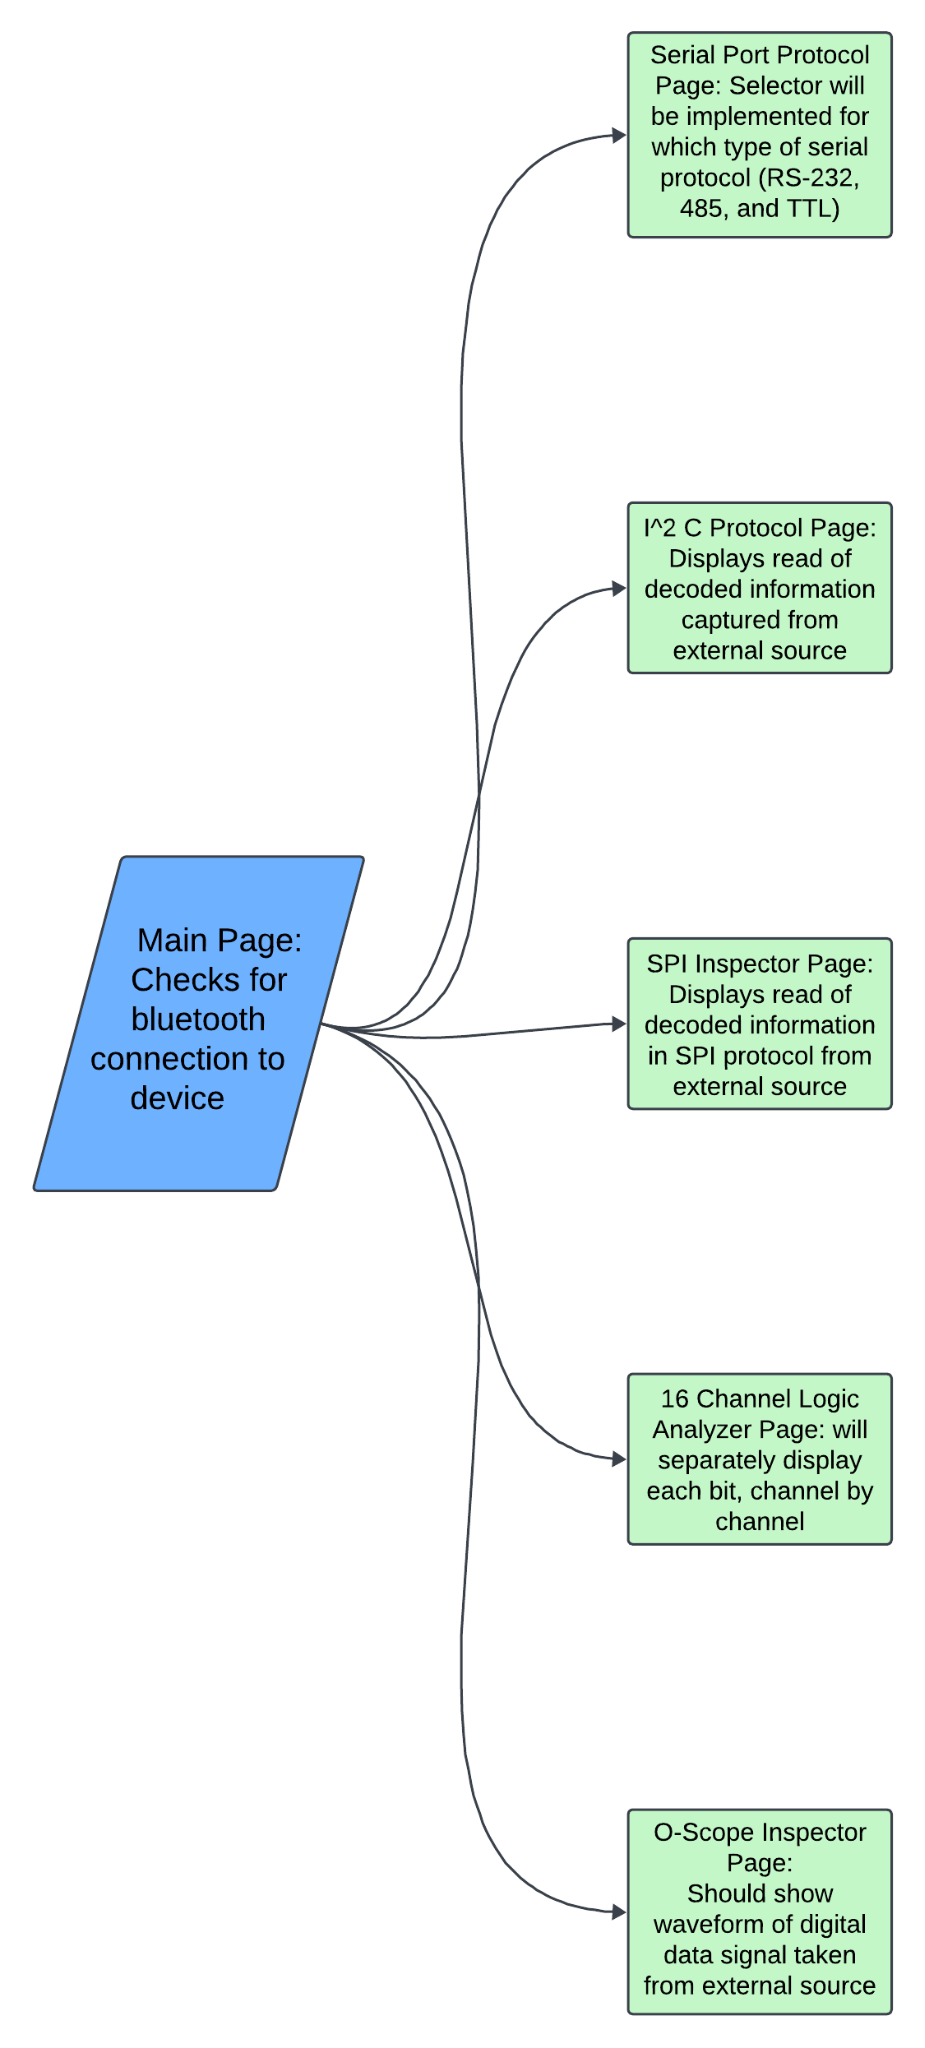 Serial Port Protocol
Page: Selector will
be implemented for
which type of serial
protocol (RS-232,
485, and TTL)
I^2 C Protocol Page:
Displays read of
decoded information
captured from
external source
Main Page:
Checks for
bluetooth
connection to
device
SPI Inspector Page:
Displays read of
decoded information
in SPI protocol from
external source
16 Channel Logic
Analyzer Page: will
separately display
each bit, channel by
channel
O-Scope Inspector
Page:
Should show
waveform of digital
data signal taken
from external source